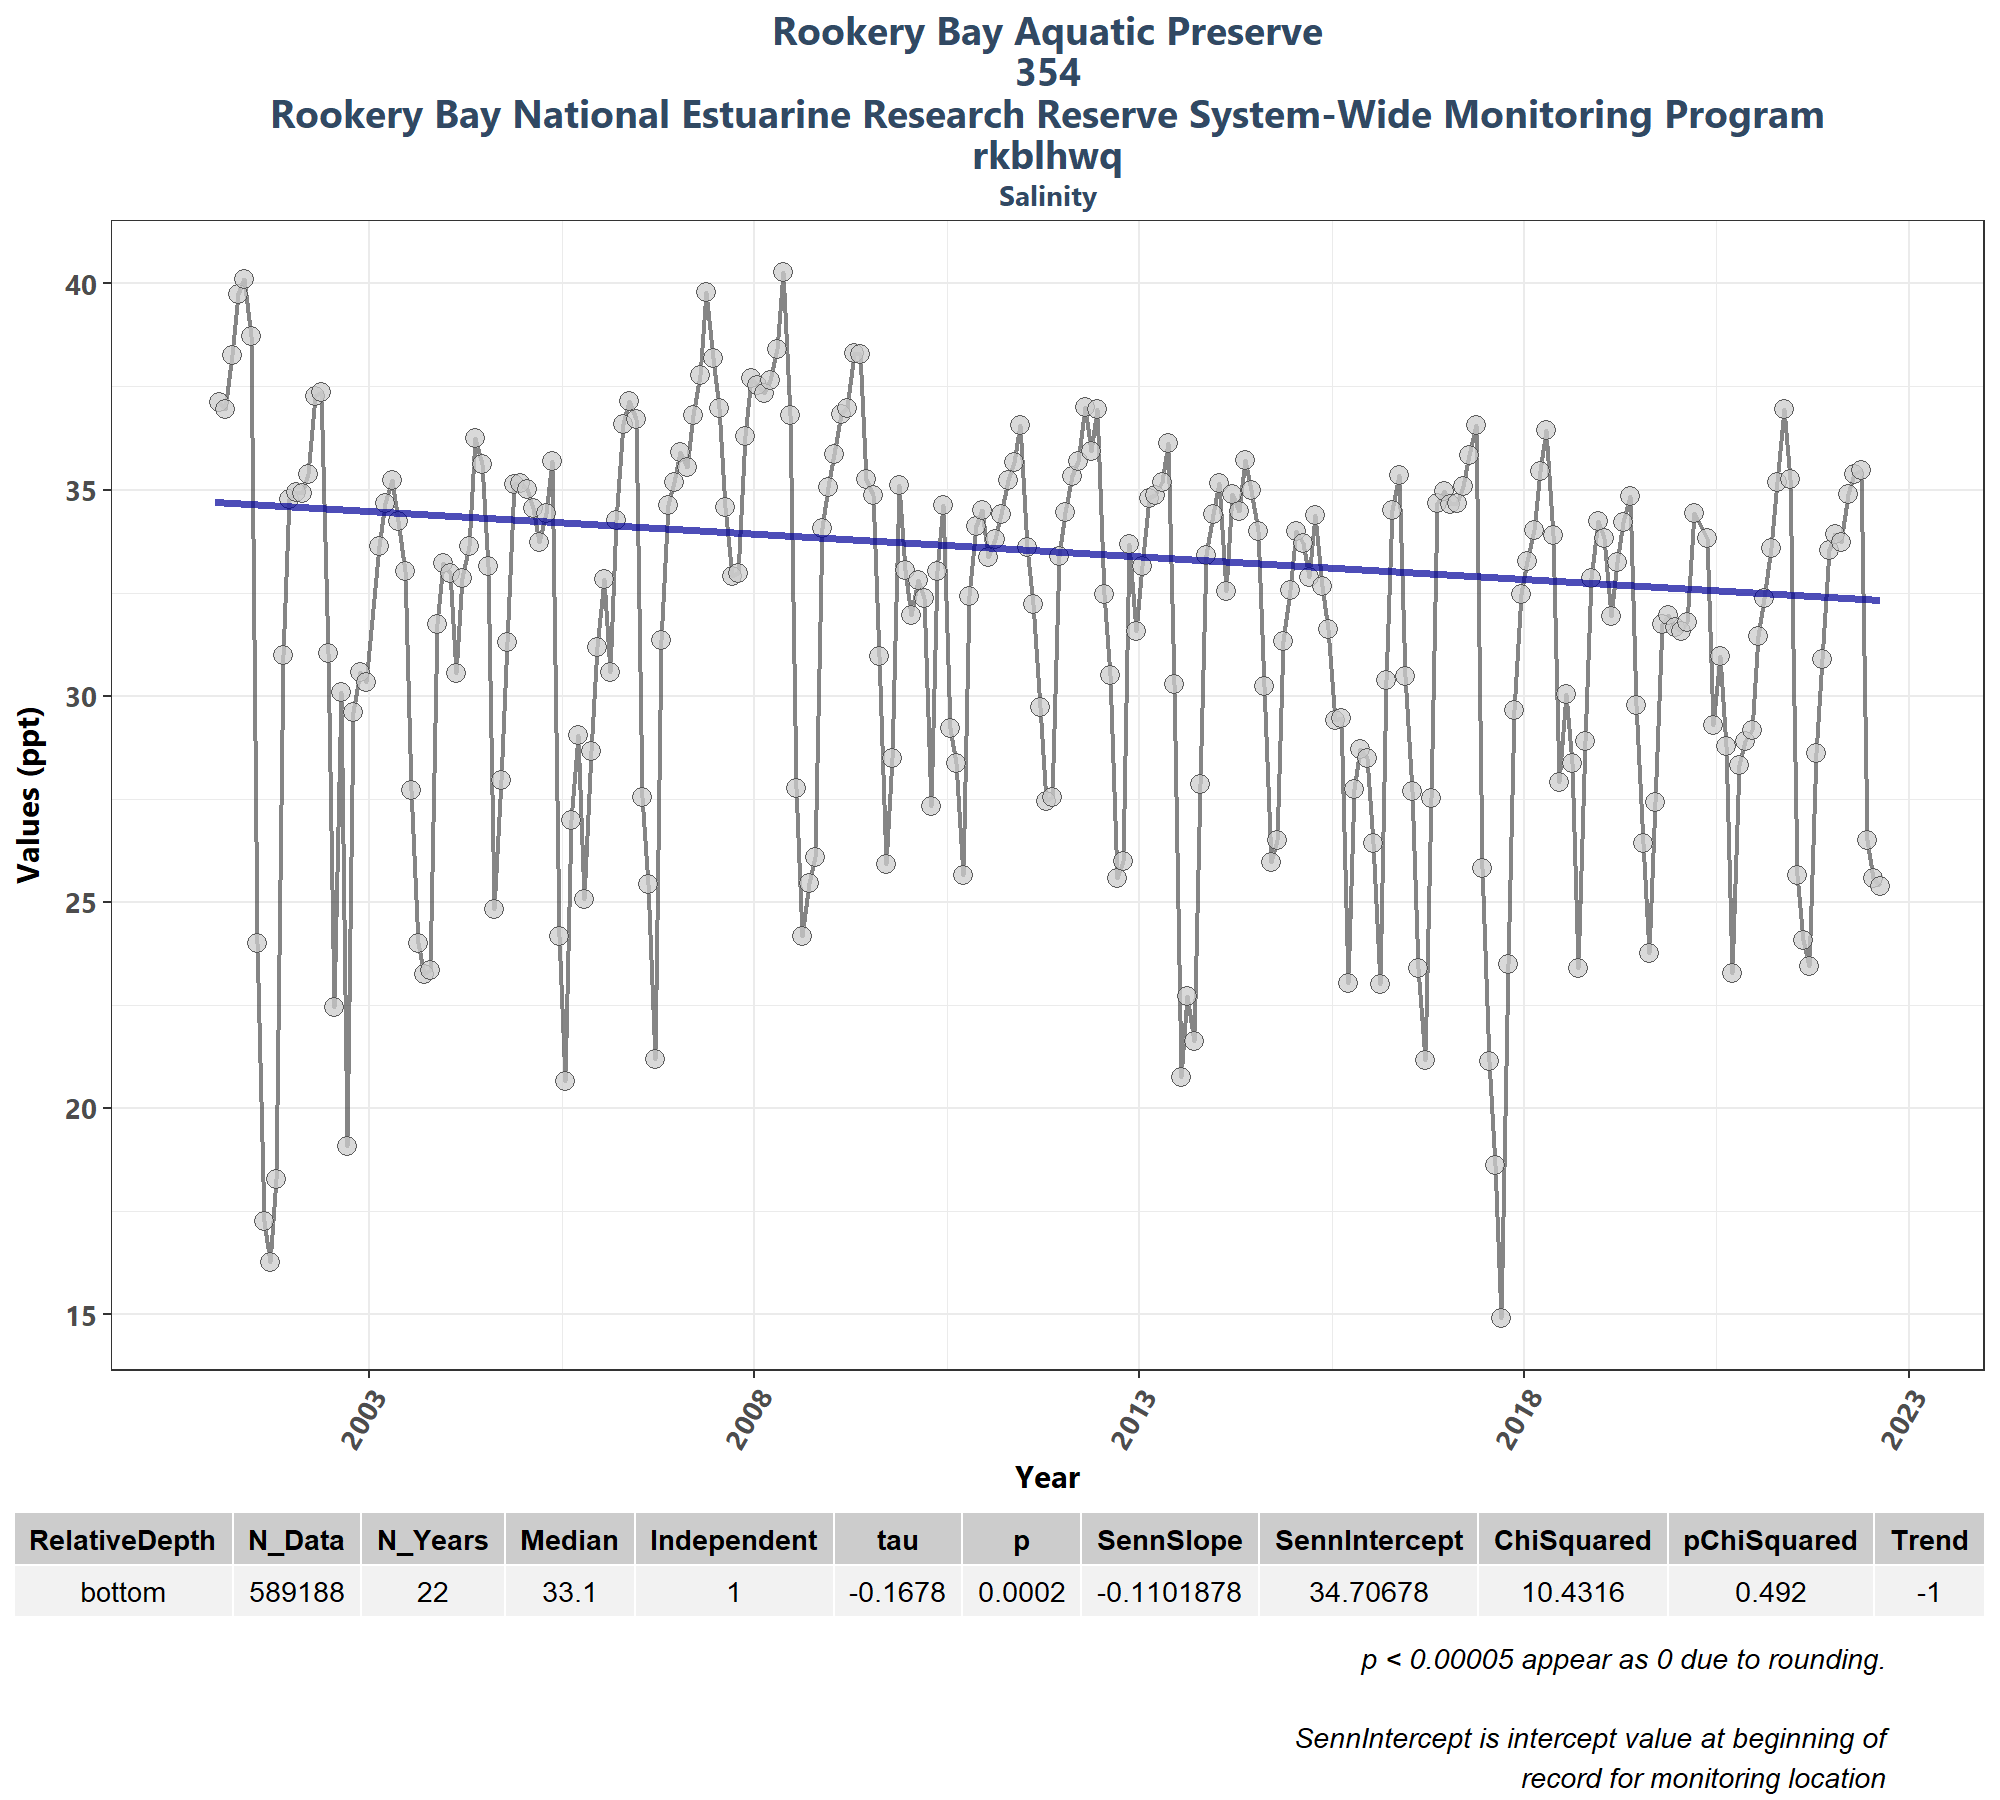 Rookery Bay Aquatic Preserve
354
Rookery Bay National Estuarine Research Reserve System-Wide Monitoring Program
rkblhwq
Salinity
40
35
30
25
20
15
Values (ppt)
2003 2008 2013 2018 2023
Year
RelativeDepth N_Data N_Years Median Independent tau p SennSlope SennIntercept ChiSquared pChiSquared Trend
bottom 589188 22 33.1 1 -0.1678 0.0002 -0.1101878 34.70678 10.4316 0.492 -1
p < 0.00005 appear as 0 due to rounding.
SennIntercept is intercept value at beginning of
record for monitoring location